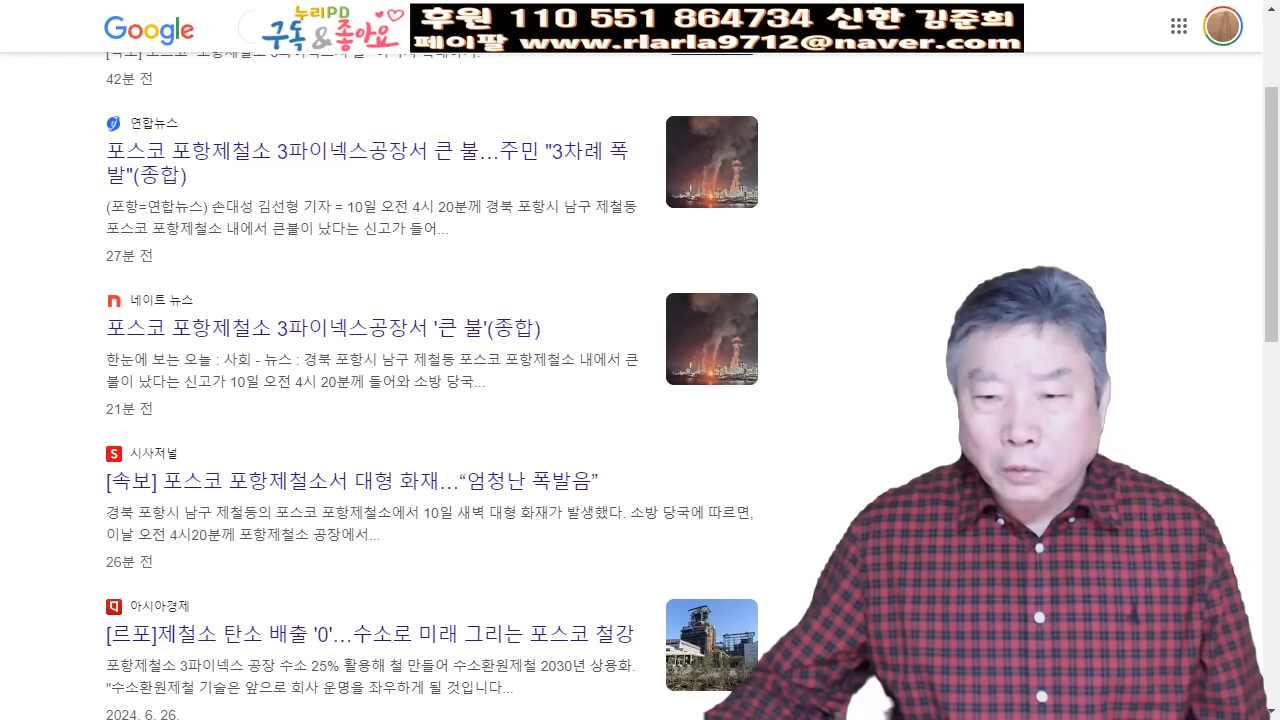 Google
누리PD
구독&좋아요
후원 110 551 864734 신한 김준희
페이팔 www.rlarla9712@naver.com
42분 전
연합뉴스
포스코 포항제철소 3파이넥스공장서 큰 불…주민 "3차례 폭
발"(종합)
(포항=연합뉴스) 손대성 김선형 기자 = 10일 오전 4시 20분께 경북 포항시 남구 제철동
포스코 포항제철소 내에서 큰불이 났다는 신고가 들어...
27분 전
네이트 뉴스
포스코 포항제철소 3파이넥스공장서 '큰 불'(종합)
한눈에 보는 오늘 : 사회 - 뉴스 : 경북 포항시 남구 제철동 포스코 포항제철소 내에서 큰
불이 났다는 신고가 10일 오전 4시 20분께 들어와 소방 당국...
21분 전
시사저널
[속보] 포스코 포항제철소서 대형 화재…“엄청난 폭발음”
경북 포항시 남구 제철동의 포스코 포항제철소에서 10일 새벽 대형 화재가 발생했다. 소방 당국에 따르면,
이날 오전 4시20분께 포항제철소 공장에서...
26분 전
아시아경제
[르포]제철소 탄소 배출 '0'…수소로 미래 그리는 포스코 철강
포항제철소 3파이넥스 공장 수소 25% 활용해 철 만들어 수소환원제철 2030년 상용화.
"수소환원제철 기술은 앞으로 회사 운명을 좌우하게 될 것입니다...
2024. 6. 26.